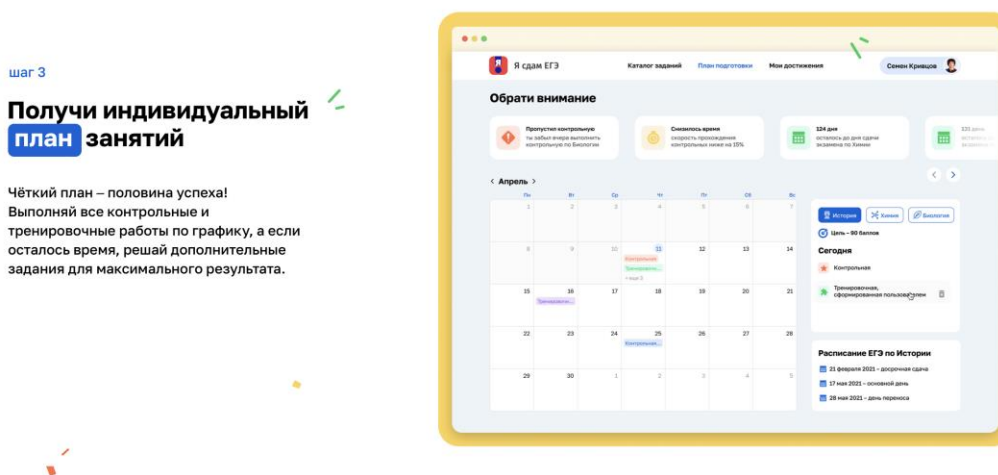 шаг 3
Получи индивидуальный
план занятий
Чёткий план – половина успеха!
Выполняй все контрольные и
тренировочные работы по графику, а если
осталось время, решай дополнительные
задания для максимального результата.
Я сдам ЕГЭ
Каталог заданий
План подготовки
Мои достижения
Семен Кривцов
Обрати внимание
Пропустил контрольную
ты забыл вчера выполнить
контрольную по Биологии
Снизилось время
скорость прохождения
контрольных ниже на 15%
124 дня
осталось до дня сдачи
экзамена по Химии
< Апрель >
Пн Вт Ср Чт Пт Сб Вс
1 2 3 4 5 6 7
8 9 10 11 12 13 14
Контрольная
Тренировочн...
+ еще 2
15 16 17 18 19 20 21
Тренировочн...
22 23 24 25 26 27 28
Контрольная...
29 30 1 2 3 4 5
История
Химия
Биология
Цель – 90 баллов
Сегодня
Контрольная
Тренировочная,
сформированная пользователем
Расписание ЕГЭ по Истории
21 февраля 2021 – досрочная сдача
17 мая 2021 – основной день
28 мая 2021 – день переноса